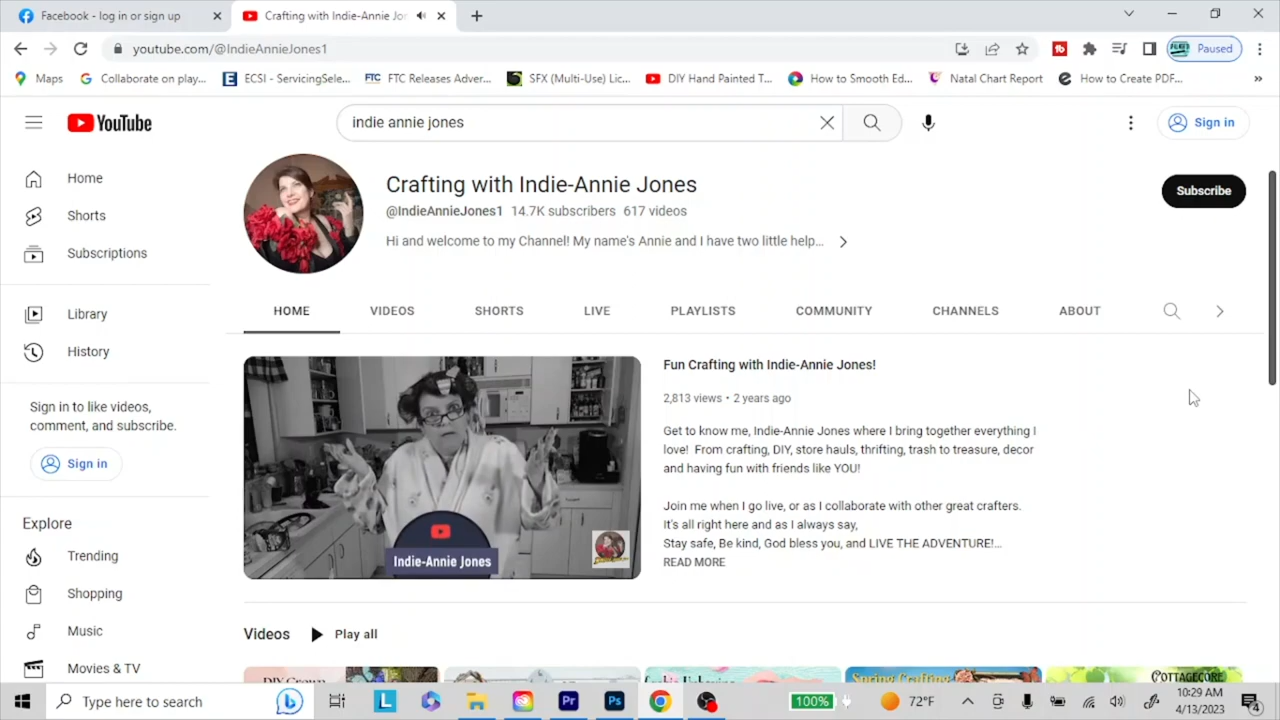 Facebook - log in or sign up
Crafting with Indie-Annie Jor
youtube.com/@IndieAnnieJones1
Paused
Maps
Collaborate on play...
ECSI - ServicingSele...
FTC FTC Releases Adver...
SFX (Multi-Use) Lic...
DIY Hand Painted T...
How to Smooth Ed...
Natal Chart Report
How to Create PDF...
YouTube
indie annie jones
Sign in
Home
Shorts
Subscriptions
Library
History
Sign in to like videos,
comment, and subscribe.
Sign in
Explore
Trending
Shopping
Music
Movies & TV
Crafting with Indie-Annie Jones
@IndieAnnieJones1 14.7K subscribers 617 videos
Hi and welcome to my Channel! My name's Annie and I have two little help...
Subscribe
HOME
VIDEOS
SHORTS
LIVE
PLAYLISTS
COMMUNITY
CHANNELS
ABOUT
Indie-Annie Jones
Fun Crafting with Indie-Annie Jones!
2,813 views • 2 years ago
Get to know me, Indie-Annie Jones where I bring together everything I
love! From crafting, DIY, store hauls, thrifting, trash to treasure, decor
and having fun with friends like YOU!
Join me when I go live, or as I collaborate with other great crafters.
It's all right here and as I always say,
Stay safe, Be kind, God bless you, and LIVE THE ADVENTURE!...
READ MORE
Videos
Play all
Spring Crafting
COTTAGECORE
Type here to search
L
Pr
Ps
100%
72°F
10:29 AM
4/13/2023
4